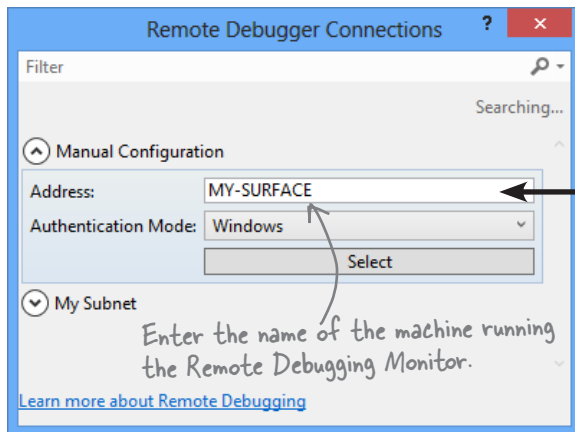 Remote Debugger Connections ? ×
Filter
Searching...
Manual Configuration
Address: MY-SURFACE
Authentication Mode: Windows
Select
My Subnet
Enter the name of the machine running
the Remote Debugging Monitor.
Learn more about Remote Debugging